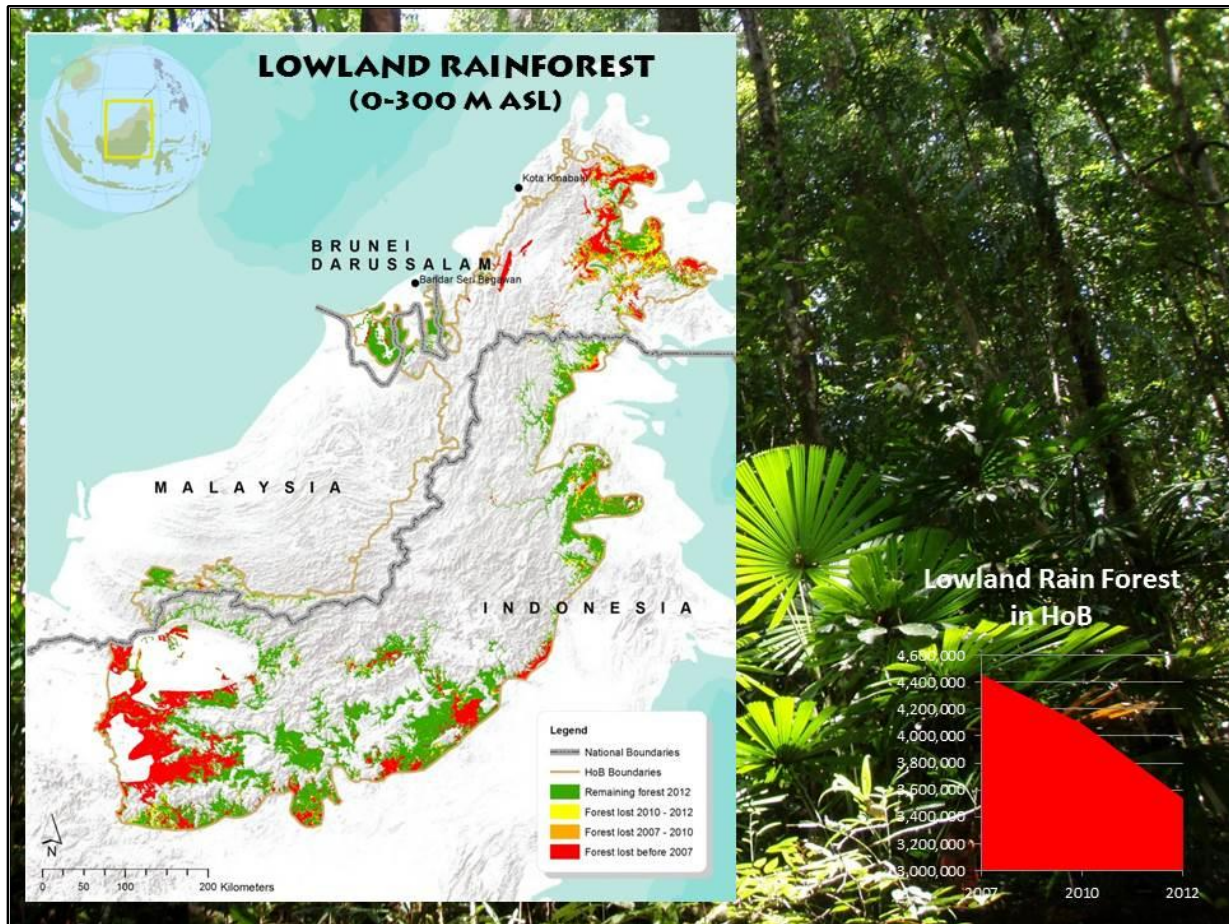 LOWLAND RAINFOREST
(0-300 M ASL)
Kota Kinabalu
BRUNEI
DARUSSALAM
Bandar Seri Begawan
MALAYSIA
INDONESIA
Legend
National Boundaries
HoB Boundaries
Remaining forest 2012
Forest lost 2010 - 2012
Forest lost 2007 - 2010
Forest lost before 2007
N
0 50 100 200 Kilometers
Lowland Rain Forest
in HoB
4,600,000
4,400,000
4,200,000
4,000,000
3,800,000
3,600,000
3,400,000
3,200,000
3,000,000
2007 2010 2012